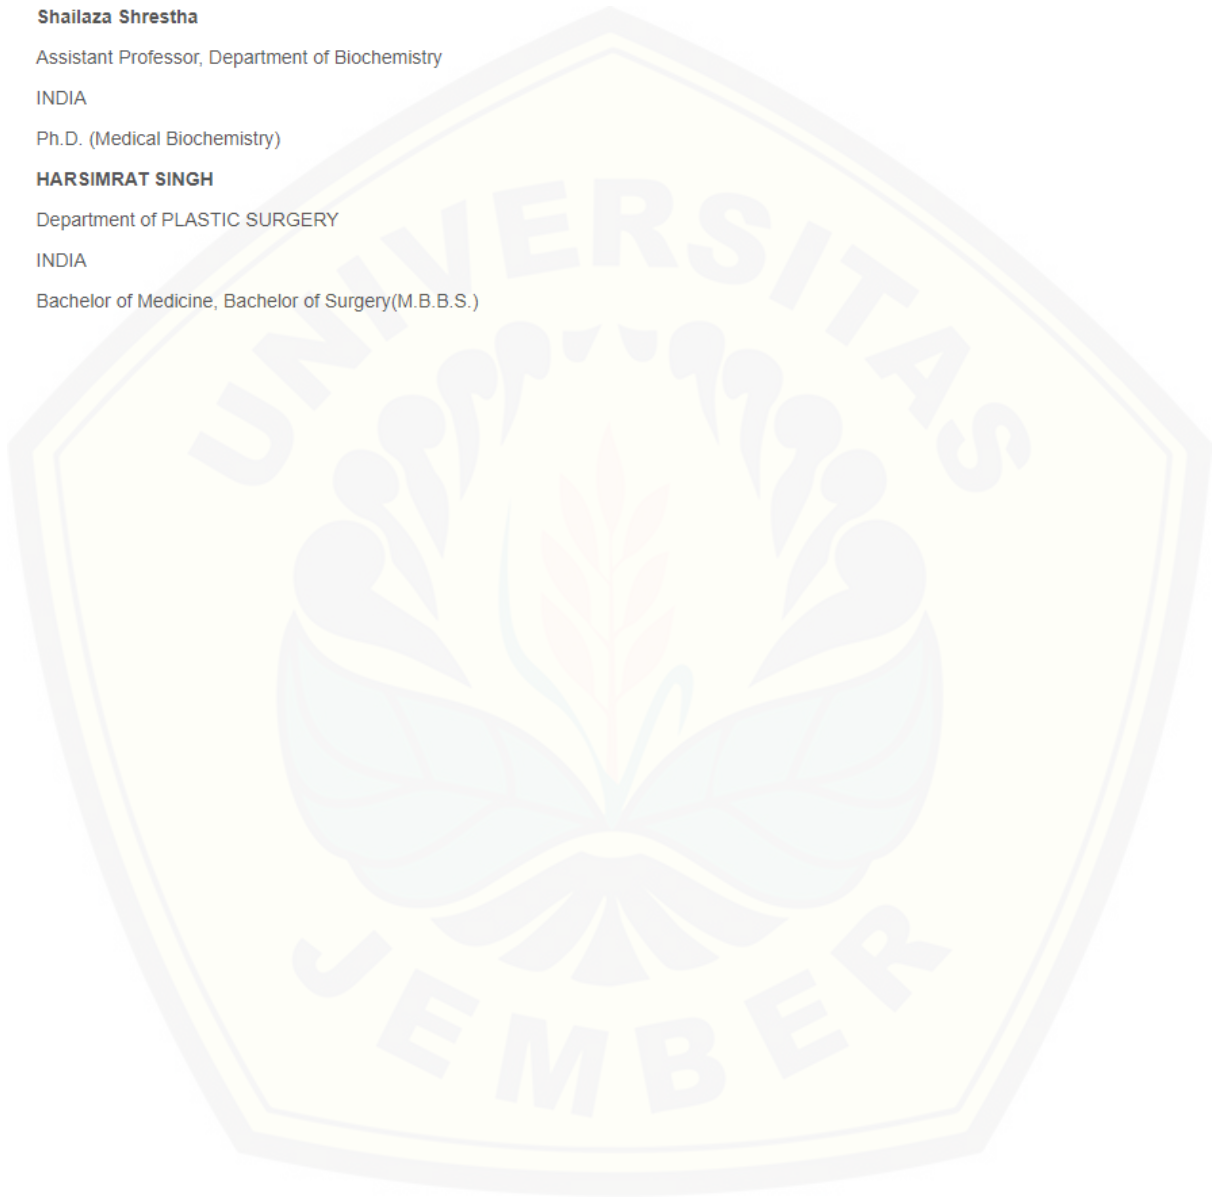 Shailaza Shrestha
Assistant Professor, Department of Biochemistry
INDIA
Ph.D. (Medical Biochemistry)
HARSIMRAT SINGH
Department of PLASTIC SURGERY
INDIA
Bachelor of Medicine, Bachelor of Surgery(M.B.B.S.)
UNIVERSITAS
JEMBER